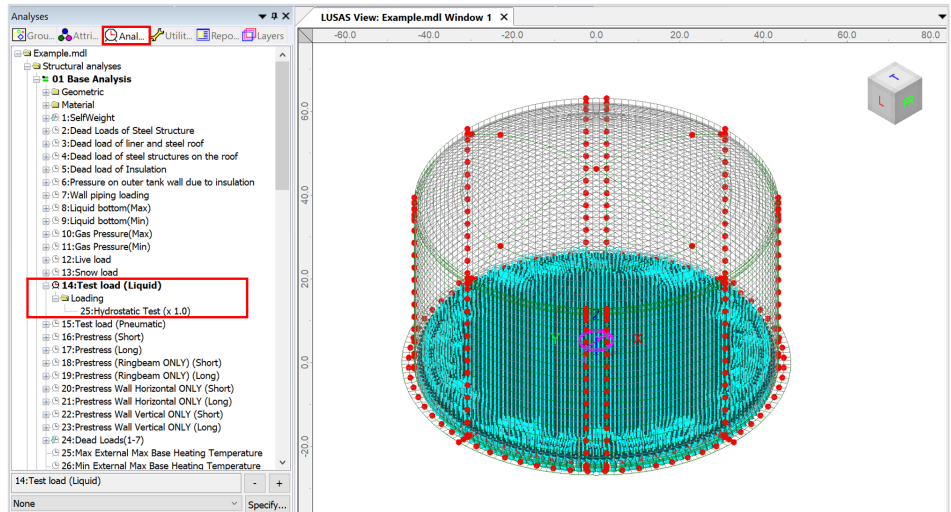 Analyses
Grou... Attri... Anal... Utilit... Repo... Layers
Example.mdl
Structural analyses
01 Base Analysis
Geometric
Material
1:SelfWeight
2:Dead Loads of Steel Structure
3:Dead load of liner and steel roof
4:Dead load of steel structures on the roof
5:Dead load of Insulation
6:Pressure on outer tank wall due to insulation
7:Wall piping loading
8:Liquid bottom(Max)
9:Liquid bottom(Min)
10:Gas Pressure(Max)
11:Gas Pressure(Min)
12:Live load
13:Snow load
14:Test load (Liquid)
Loading
25:Hydrostatic Test (x 1.0)
15:Test load (Pneumatic)
16:Prestress (Short)
17:Prestress (Long)
18:Prestress (Ringbeam ONLY) (Short)
19:Prestress (Ringbeam ONLY) (Long)
20:Prestress Wall Horizontal ONLY (Short)
21:Prestress Wall Horizontal ONLY (Long)
22:Prestress Wall Vertical ONLY (Short)
23:Prestress Wall Vertical ONLY (Long)
24:Dead Loads(1-7)
25:Max External Max Base Heating Temperature
26:Min External Max Base Heating Temperature
14:Test load (Liquid)
- +
None
Specify...
LUSAS View: Example.mdl Window 1 X
-60.0 -40.0 -20.0 0.0 20.0 40.0 60.0 80.0
60.0
40.0
20.0
0.0
-20.0
Y Z X
T
L